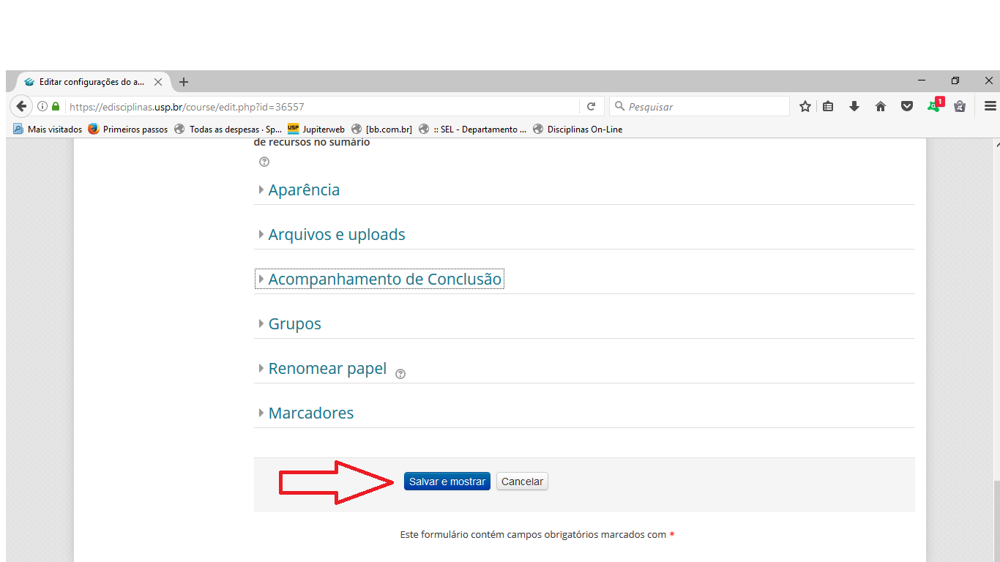 Editar configurações do a...
https://edisciplinas.usp.br/course/edit.php?id=36557
Pesquisar
1
Mais visitados Primeiros passos Todas as despesas · Sp... USP Jupiterweb [bb.com.br] :: SEL - Departamento ... Disciplinas On-Line
de recursos no sumário
Aparência
Arquivos e uploads
Acompanhamento de Conclusão
Grupos
Renomear papel
Marcadores
Salvar e mostrar Cancelar
Este formulário contém campos obrigatórios marcados com *